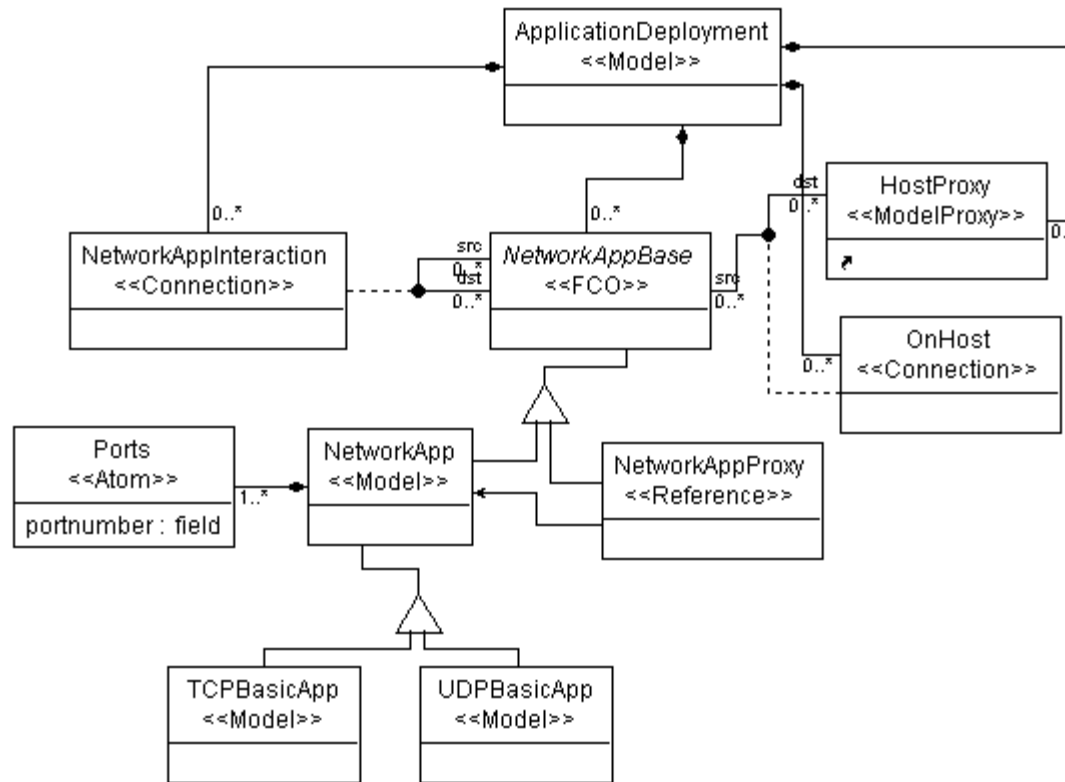 ApplicationDeployment
<<Model>>
0..*
0..*
dst
0..*
HostProxy
<<ModelProxy>>
0..
NetworkAppInteraction
<<Connection>>
src
0..*
dst
0..*
NetworkAppBase
<<FCO>>
src
0..*
OnHost
<<Connection>>
0..*
Ports
<<Atom>>
portnumber : field
1..*
NetworkApp
<<Model>>
NetworkAppProxy
<<Reference>>
TCPBasicApp
<<Model>>
UDPBasicApp
<<Model>>